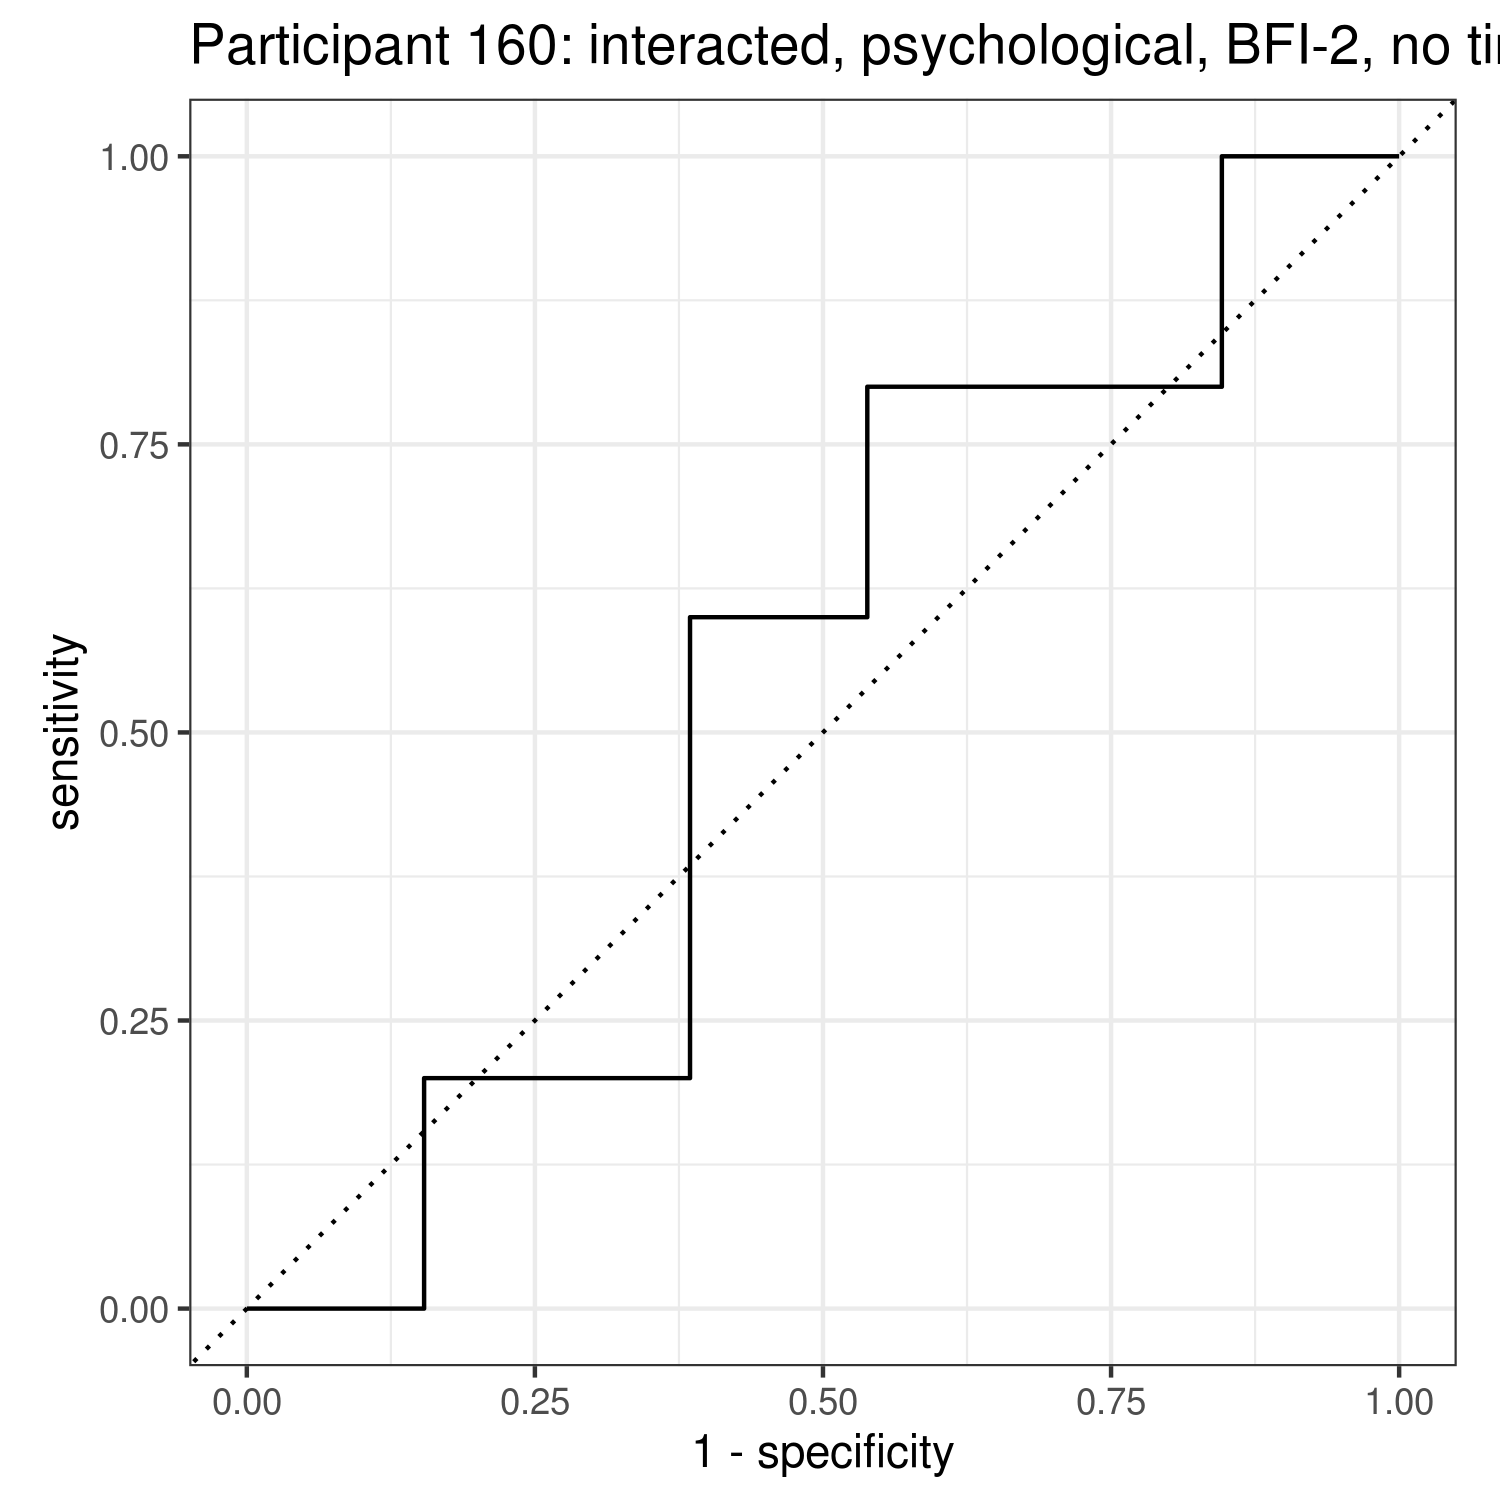 Participant 160: interacted, psychological, BFI-2, no
1.00
0.75
0.50
0.25
0.00
sensitivity
0.00 0.25 0.50 0.75 1.00
1 - specificity